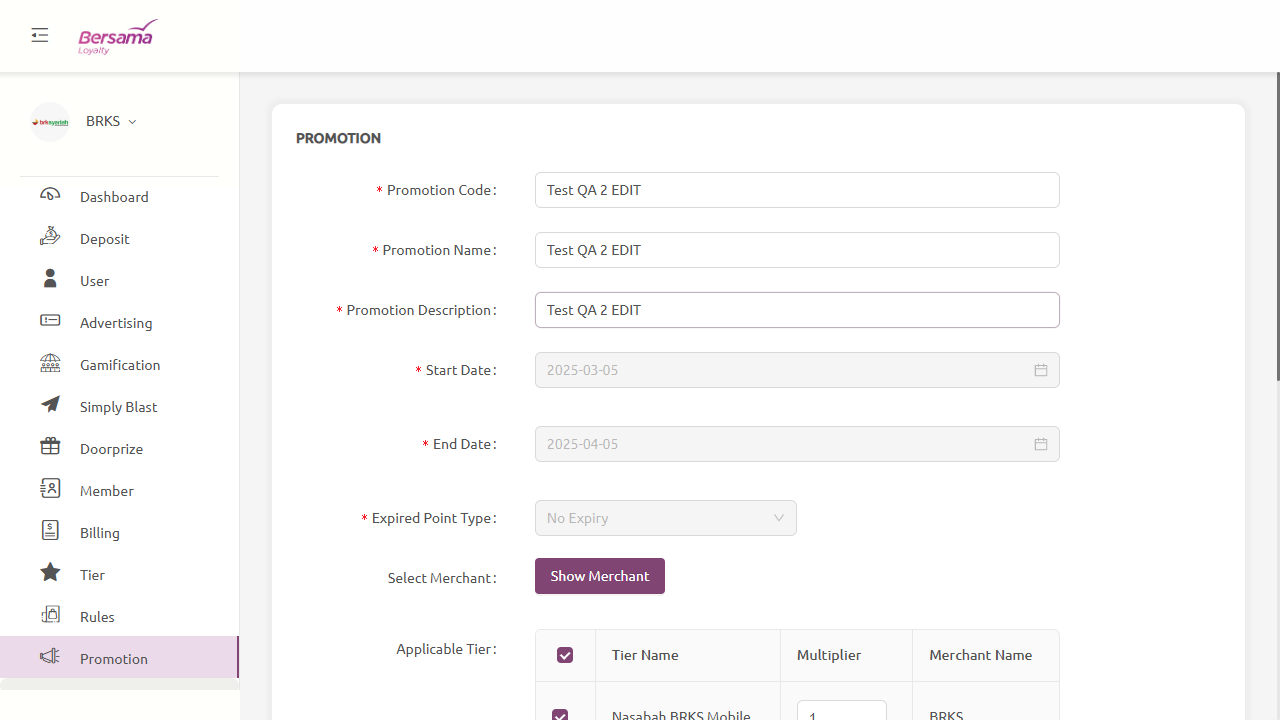 Bersama
Loyalty
brksyariah
BRKS
Dashboard
Deposit
User
Advertising
Gamification
Simply Blast
Doorprize
Member
Billing
Tier
Rules
Promotion
PROMOTION
* Promotion Code: Test QA 2 EDIT
* Promotion Name: Test QA 2 EDIT
* Promotion Description: Test QA 2 EDIT
* Start Date: 2025-03-05
* End Date: 2025-04-05
* Expired Point Type: No Expiry
Select Merchant: Show Merchant
Applicable Tier: Tier Name Multiplier Merchant Name
Nasabah BRKS Mobile 1 BRKS